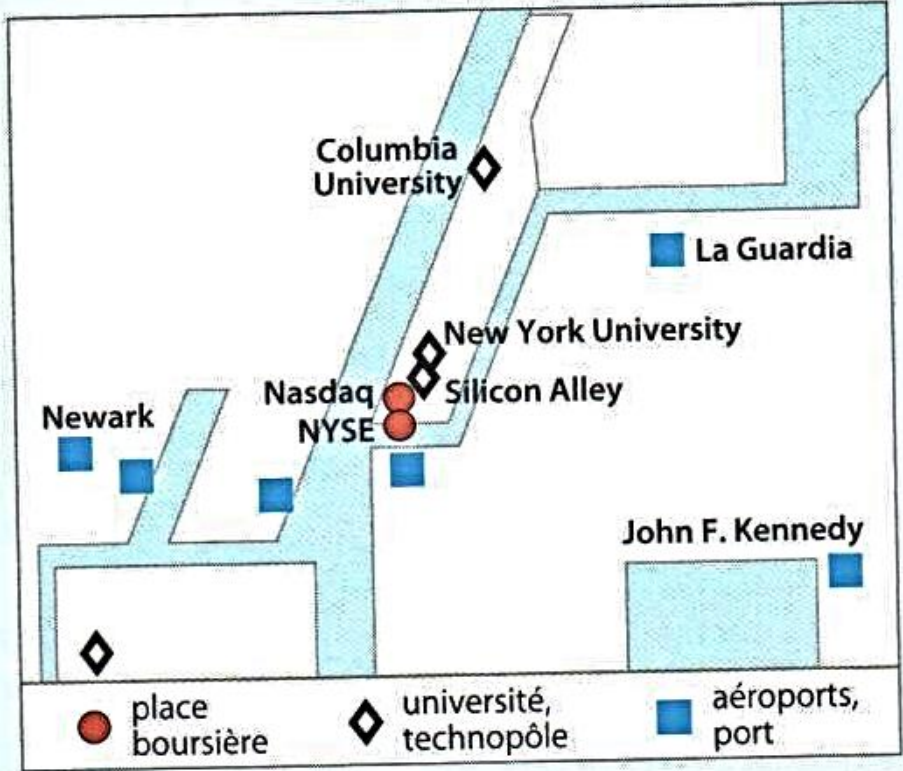 Columbia
University
La Guardia
New York University
Nasdaq
Silicon Alley
Newark
NYSE
John F. Kennedy
place
boursière
université,
technopôle
aéroports,
port